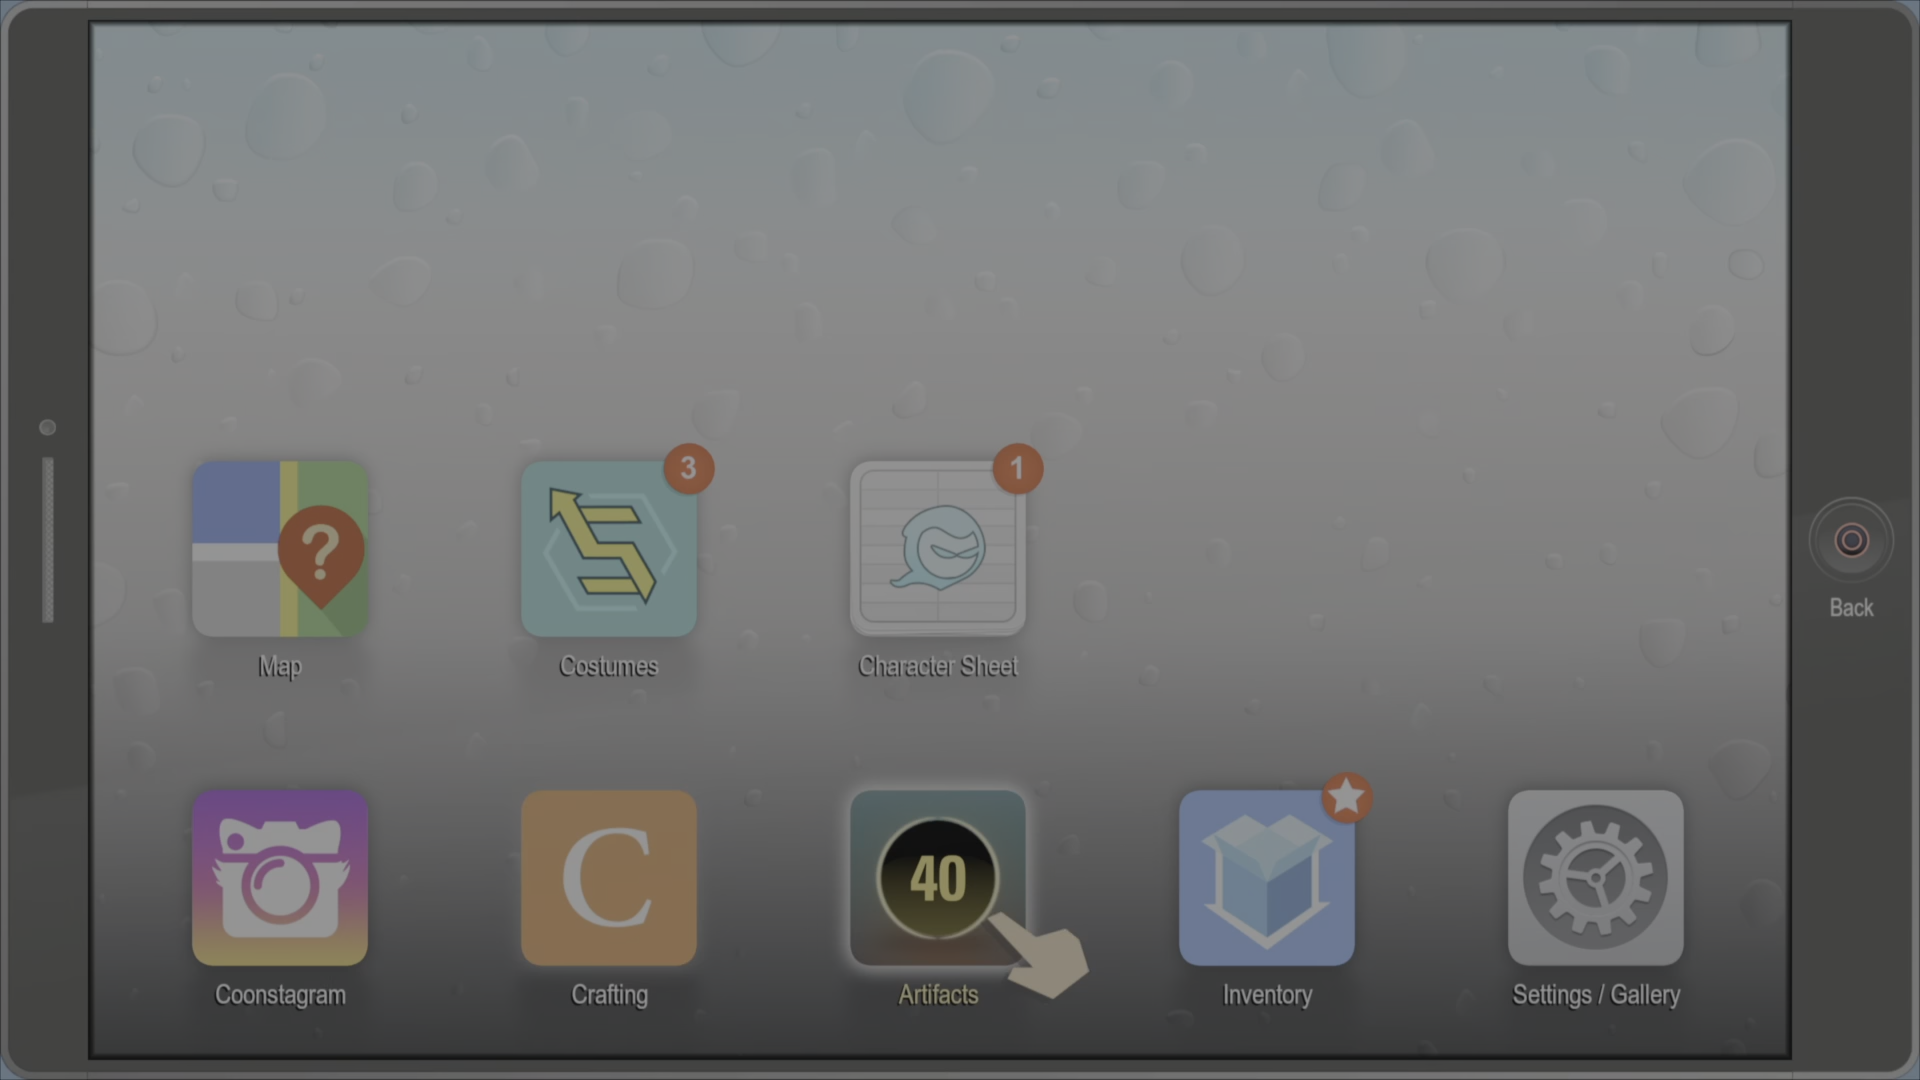 3
1
?
Map
Costumes
Character Sheet
Back
C
40
Coonstagram
Crafting
Artifacts
Inventory
Settings / Gallery